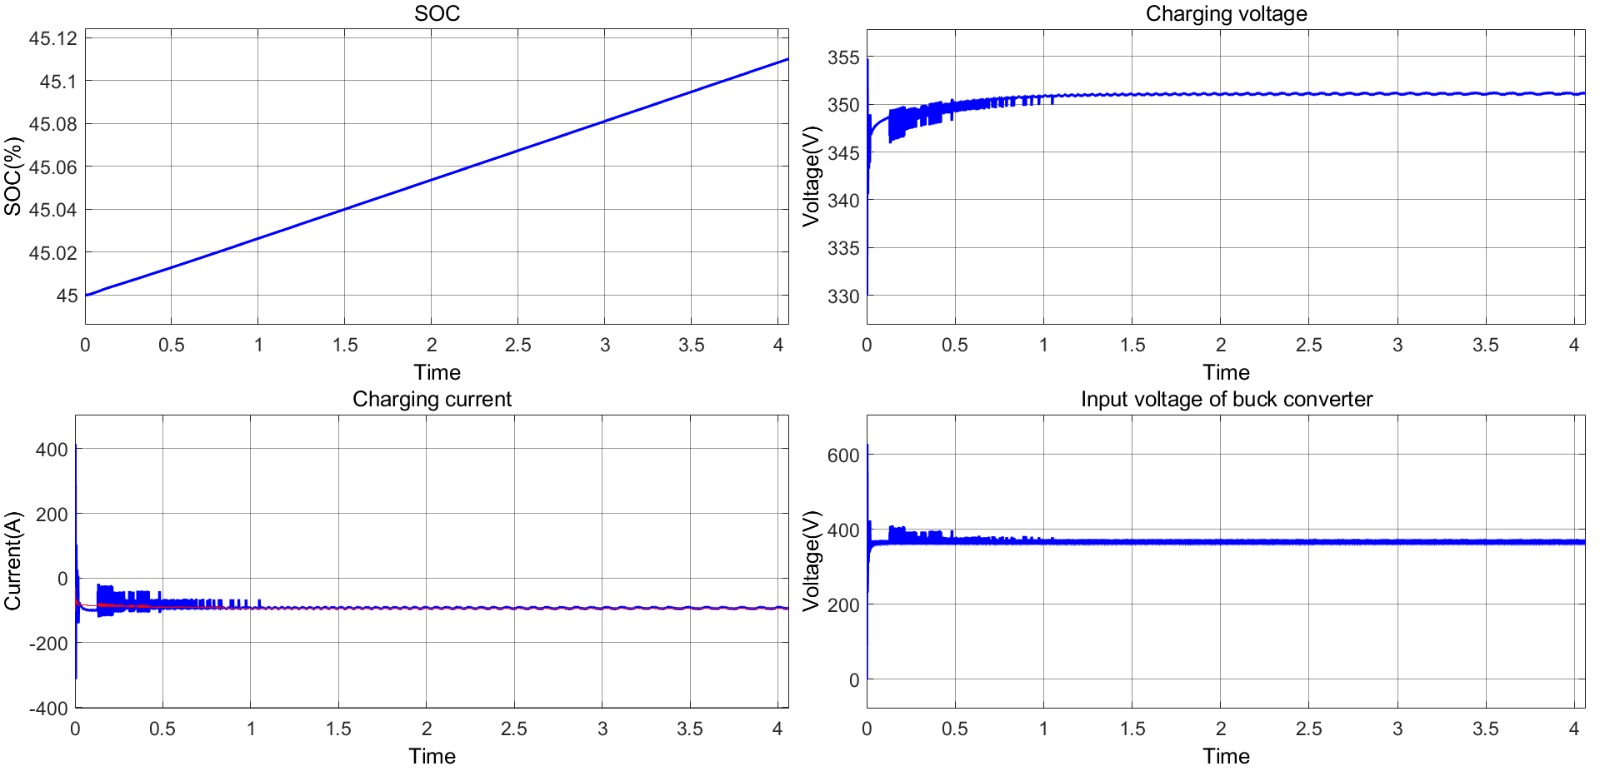 SOC
45.12
45.1
45.08
45.06
45.04
45.02
45
SOC(%)
0 0.5 1 1.5 2 2.5 3 3.5 4
Time
Charging voltage
355
350
345
340
335
330
Voltage(V)
0 0.5 1 1.5 2 2.5 3 3.5 4
Time
Charging current
400
200
0
-200
-400
Current(A)
0 0.5 1 1.5 2 2.5 3 3.5 4
Time
Input voltage of buck converter
600
400
200
0
Voltage(V)
0 0.5 1 1.5 2 2.5 3 3.5 4
Time